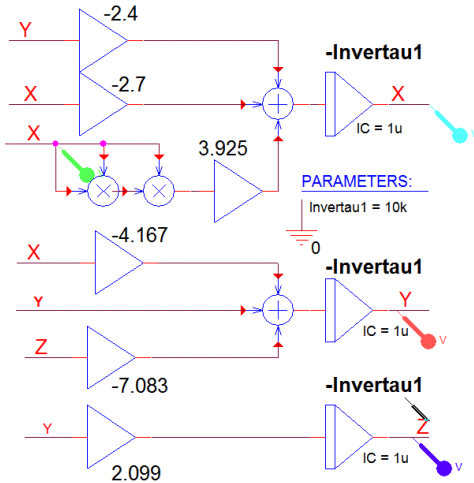 -2.4
Y
-Invertau1
-2.7
X
X
IC = 1u
V
X
3.925
PARAMETERS:
Invertau1 = 10k
0
-4.167
-Invertau1
X
Y
Y
IC = 1u
V
Z
-7.083
-Invertau1
Y
Z
IC = 1u
V
2.099